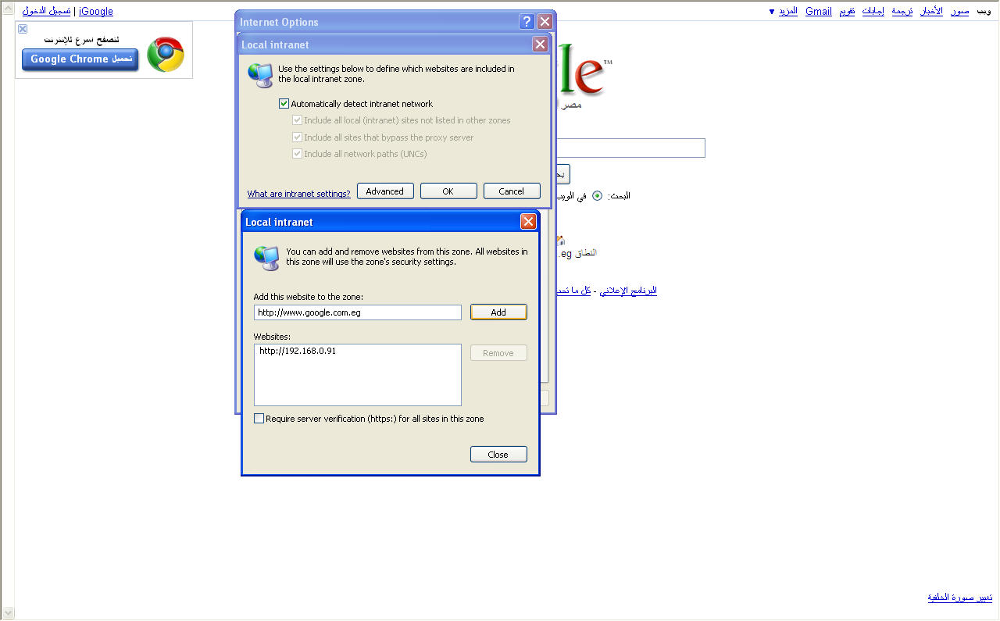 تسجيل الدخول | iGoogle
ويب صور الأخبار ترجمة إجابات تقويم Gmail المزيد ▼
لتصفح اسرع للإنترنت
تحميل Google Chrome
Internet Options
Local intranet
Use the settings below to define which websites are included in
the local intranet zone.
Automatically detect intranet network
Include all local (intranet) sites not listed in other zones
Include all sites that bypass the proxy server
Include all network paths (UNCs)
What are intranet settings?
Advanced
OK
Cancel
le™
مصر
البحث: في الويب
النطاق .eg
البرنامج الإعلاني - كل ما تحد
Local intranet
You can add and remove websites from this zone. All websites in
this zone will use the zone's security settings.
Add this website to the zone:
http://www.google.com.eg
Add
Websites:
http://192.168.0.91
Remove
Require server verification (https:) for all sites in this zone
Close
تغيير صورة الخلفية